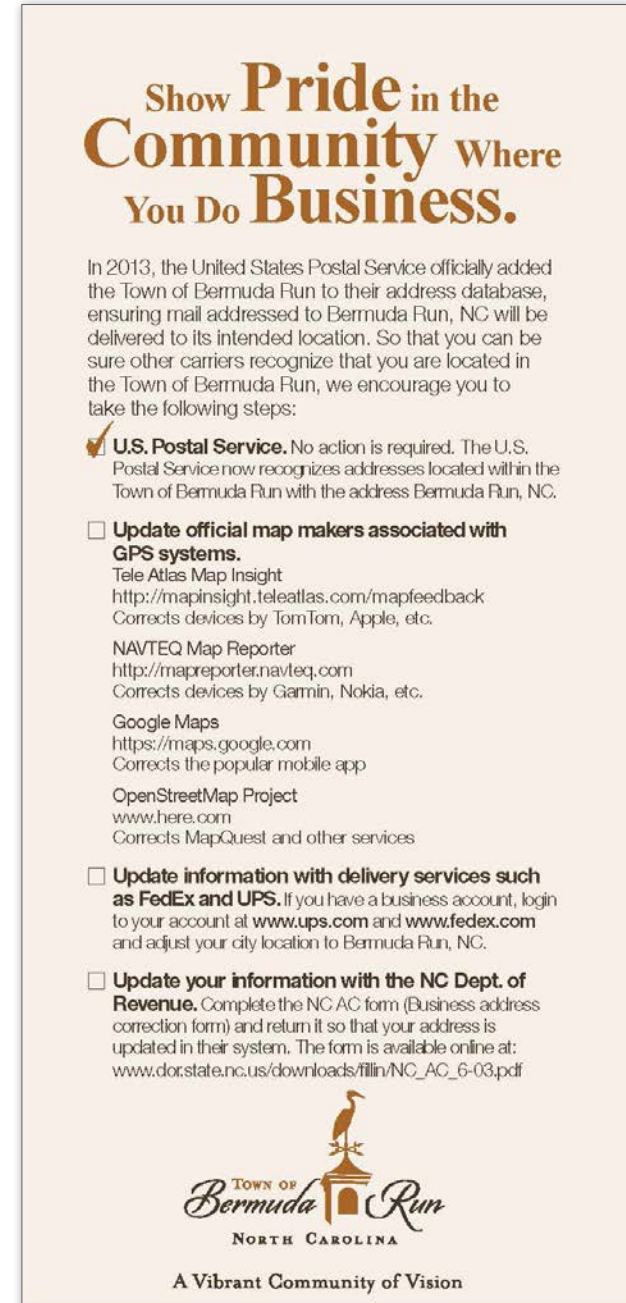 Show Pride in the
Community Where
You Do Business.
In 2013, the United States Postal Service officially added
the Town of Bermuda Run to their address database,
ensuring mail addressed to Bermuda Run, NC will be
delivered to its intended location. So that you can be
sure other carriers recognize that you are located in
the Town of Bermuda Run, we encourage you to
take the following steps:
U.S. Postal Service. No action is required. The U.S.
Postal Service now recognizes addresses located within the
Town of Bermuda Run with the address Bermuda Run, NC.
Update official map makers associated with
GPS systems.
Tele Atlas Map Insight
http://mapinsight.teleatlas.com/mapfeedback
Corrects devices by TomTom, Apple, etc.
NAVTEQ Map Reporter
http://mapreporter.navteq.com
Corrects devices by Garmin, Nokia, etc.
Google Maps
https://maps.google.com
Corrects the popular mobile app
OpenStreetMap Project
www.here.com
Corrects MapQuest and other services
Update information with delivery services such
as FedEx and UPS. If you have a business account, login
to your account at www.ups.com and www.fedex.com
and adjust your city location to Bermuda Run, NC.
Update your information with the NC Dept. of
Revenue. Complete the NC AC form (Business address
correction form) and return it so that your address is
updated in their system. The form is available online at:
www.dor.state.nc.us/downloads/fillin/NC_AC_6-03.pdf
Town of
Bermuda Run
North Carolina
A Vibrant Community of Vision